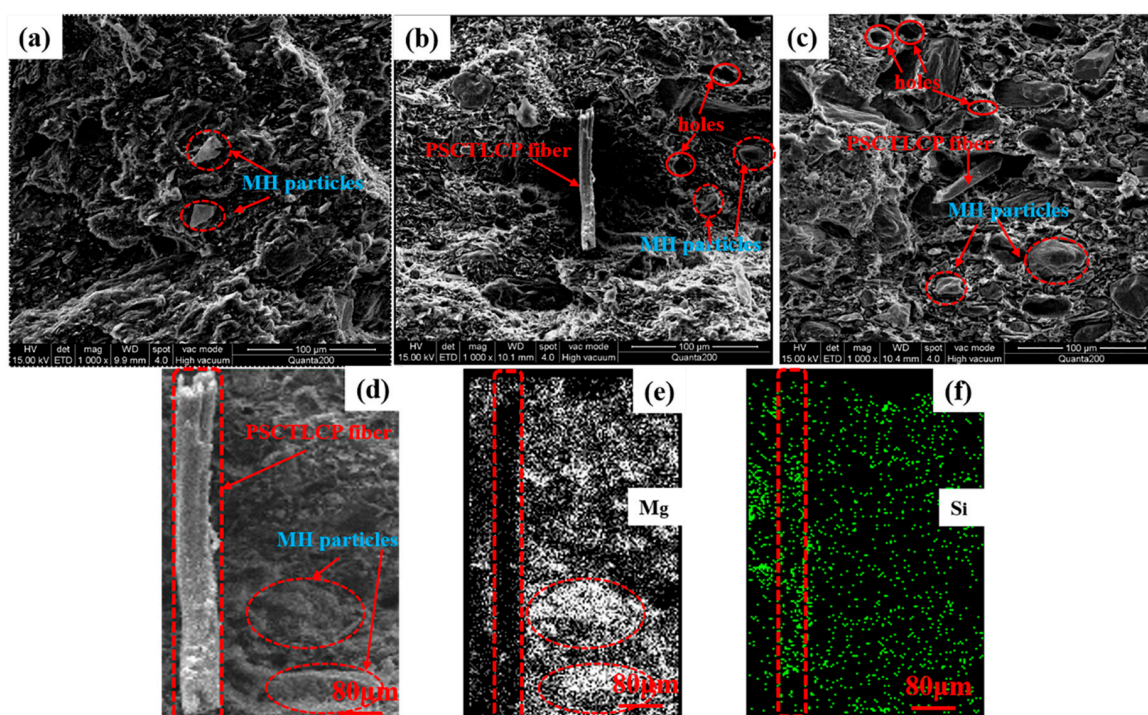 (a)
MH particles
HV det mag WD spot vac mode 100 µm
15.00 kV ETD 1 000 x 9.9 mm 4.0 High vacuum Quanta200
(b)
holes
PSCTLCP fiber
MH particles
HV det mag WD spot vac mode 100 µm
15.00 kV ETD 1 000 x 10.1 mm 4.0 High vacuum Quanta200
(c)
holes
PSCTLCP fiber
MH particles
HV det mag WD spot vac mode 100 µm
15.00 kV ETD 1 000 x 10.4 mm 4.0 High vacuum Quanta200
(d)
PSCTLCP fiber
MH particles
80µm
(e)
Mg
80µm
(f)
Si
80µm